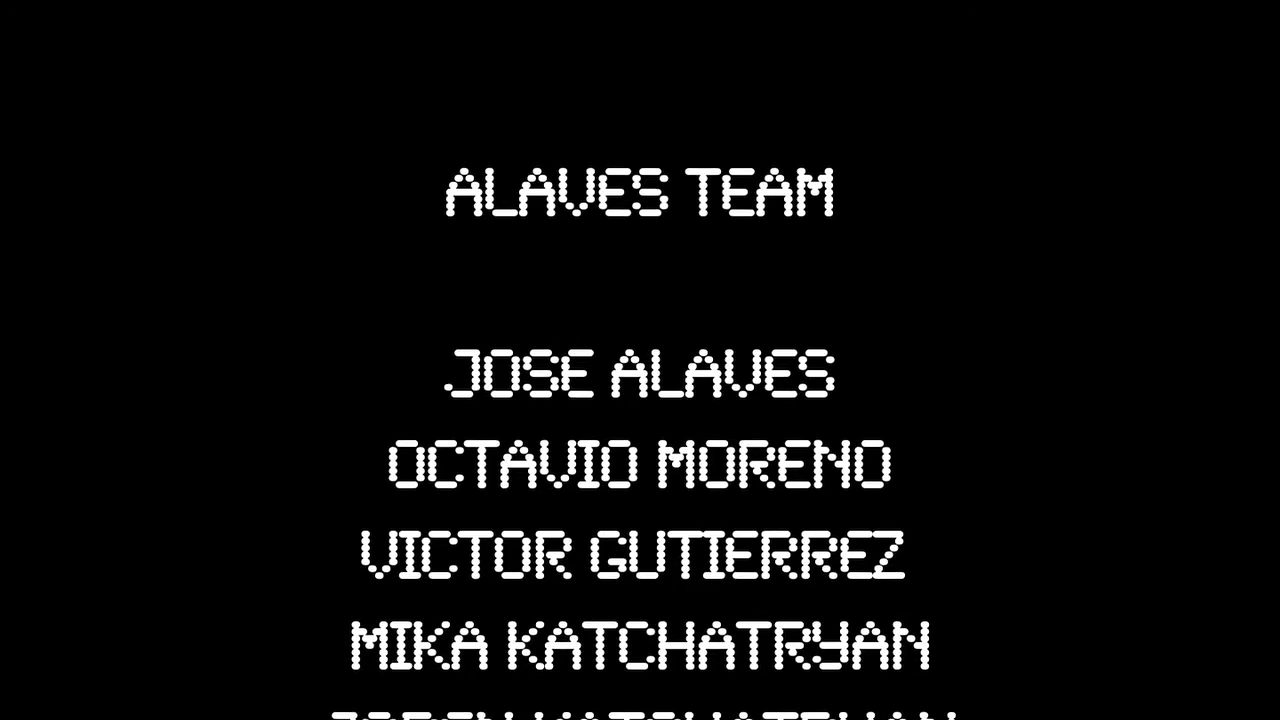 ALAVES TEAM
JOSE ALAVES
OCTAVIO MORENO
VICTOR GUTIERREZ
MIKA KATCHATRYAN